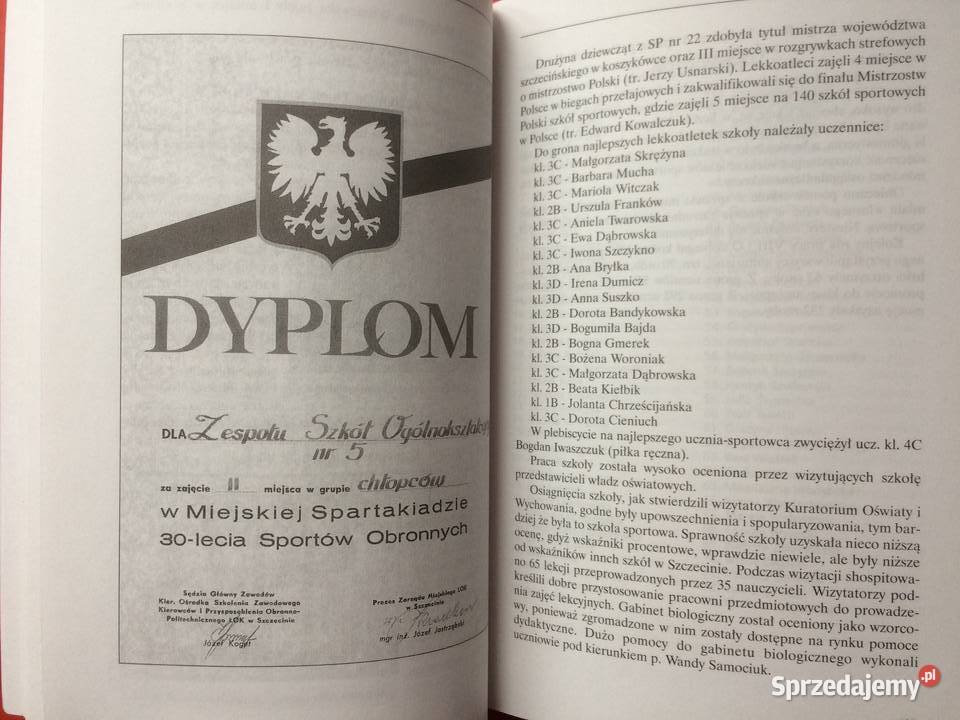 DYPLOM
DLA Zespołu Szkół Ogólnokształcą
nr 5
za zajęcie II miejsca w grupie chłopców
w Miejskiej Spartakiadzie
30-lecia Sportów Obronnych
Sędzia Główny Zawodów
Kier. Ośrodka Szkolenia Zawodowego
Kierowców i Przysposobienia Obronno-
Politechnicznego LOK w Szczecinie
Józef Kogut
Prezes Zarządu Miejskiego LOK
w Szczecinie
mgr inż. Józef Jastrzębski
Drużyna dziewcząt z SP nr 22 zdobyła tytuł mistrza województwa
szczecińskiego w koszykówce oraz III miejsce w rozgrywkach strefowych
o mistrzostwo Polski (tr. Jerzy Usnarski). Lekkoatleci zajęli 4 miejsce w
Polsce w biegach przełajowych i zakwalifikowali się do finału Mistrzostw
Polski szkół sportowych, gdzie zajęli 5 miejsce na 140 szkół sportowych
w Polsce (tr. Edward Kowalczuk).
Do grona najlepszych lekkoatletek szkoły należały uczennice:
kl. 3C - Małgorzata Skrężyna
kl. 3C - Barbara Mucha
kl. 3C - Mariola Witczak
kl. 2B - Urszula Franków
kl. 3C - Aniela Twarowska
kl. 3C - Ewa Dąbrowska
kl. 3C - Iwona Szczykno
kl. 2B - Ana Bryłka
kl. 3D - Irena Dumicz
kl. 3D - Anna Suszko
kl. 2B - Dorota Bandykowska
kl. 3D - Bogumiła Bajda
kl. 2B - Bogna Gmerek
kl. 3C - Bożena Woroniak
kl. 3C - Małgorzata Dąbrowska
kl. 2B - Beata Kiełbik
kl. 1B - Jolanta Chrześcijańska
kl. 3C - Dorota Cieniuch
W plebiscycie na najlepszego ucznia-sportowca zwyciężył ucz. kl. 4C
Bogdan Iwaszczuk (piłka ręczna).
Praca szkoły została wysoko oceniona przez wizytujących szkołę
przedstawicieli władz oświatowych.
Osiągnięcia szkoły, jak stwierdzili wizytatorzy Kuratorium Oświaty i
Wychowania, godne były upowszechnienia i spopularyzowania, tym bar-
dziej że była to szkoła sportowa. Sprawność szkoły uzyskała nieco niższą
ocenę, gdyż wskaźniki procentowe, wprawdzie niewiele, ale były niższe
od wskaźników innch szkół w Szczecinie. Podczas wizytacji shospitowa-
no 65 lekcji przeprowadzonych przez 35 nauczycieli. Wizytatorzy pod-
kreślili dobre przystosowanie pracowni przedmiotowych do prowadze-
nia zajęć lekcyjnych. Gabinet biologiczny został oceniony jako wzorco-
wy, ponieważ zgromadzone w nim zostały dostępne na rynku pomoce
dydaktyczne. Dużo pomocy do gabinetu biologicznego wykonali
uczniowie pod kierunkiem p. Wandy Samociuk.
Sprzedajemy.pl